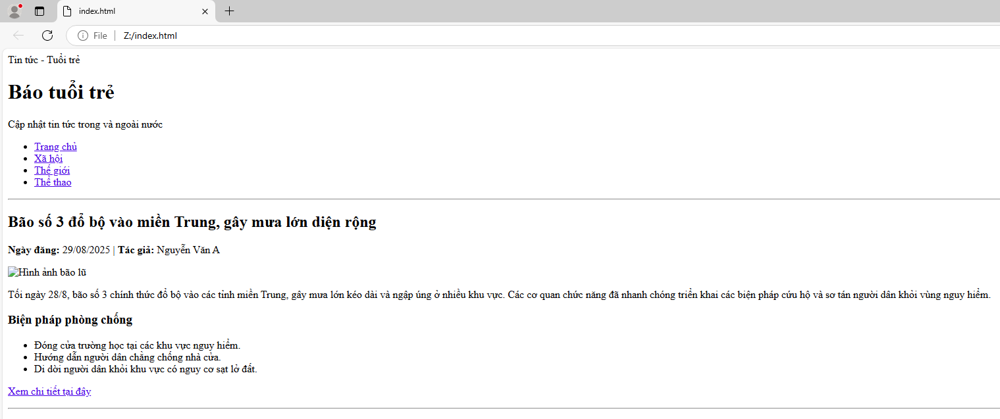 index.html
File | Z:/index.html
Tin tức - Tuổi trẻ
Báo tuổi trẻ
Cập nhật tin tức trong và ngoài nước
Trang chủ
Xã hội
Thế giới
Thể thao
Bão số 3 đổ bộ vào miền Trung, gây mưa lớn diện rộng
Ngày đăng: 29/08/2025 | Tác giả: Nguyễn Văn A
Hình ảnh bão lũ
Tối ngày 28/8, bão số 3 chính thức đổ bộ vào các tỉnh miền Trung, gây mưa lớn kéo dài và ngập úng ở nhiều khu vực. Các cơ quan chức năng đã nhanh chóng triển khai các biện pháp cứu hộ và sơ tán người dân khỏi vùng nguy hiểm.
Biện pháp phòng chống
Đóng cửa trường học tại các khu vực nguy hiểm.
Hướng dẫn người dân chằng chống nhà cửa.
Di dời người dân khỏi khu vực có nguy cơ sạt lở đất.
Xem chi tiết tại đây